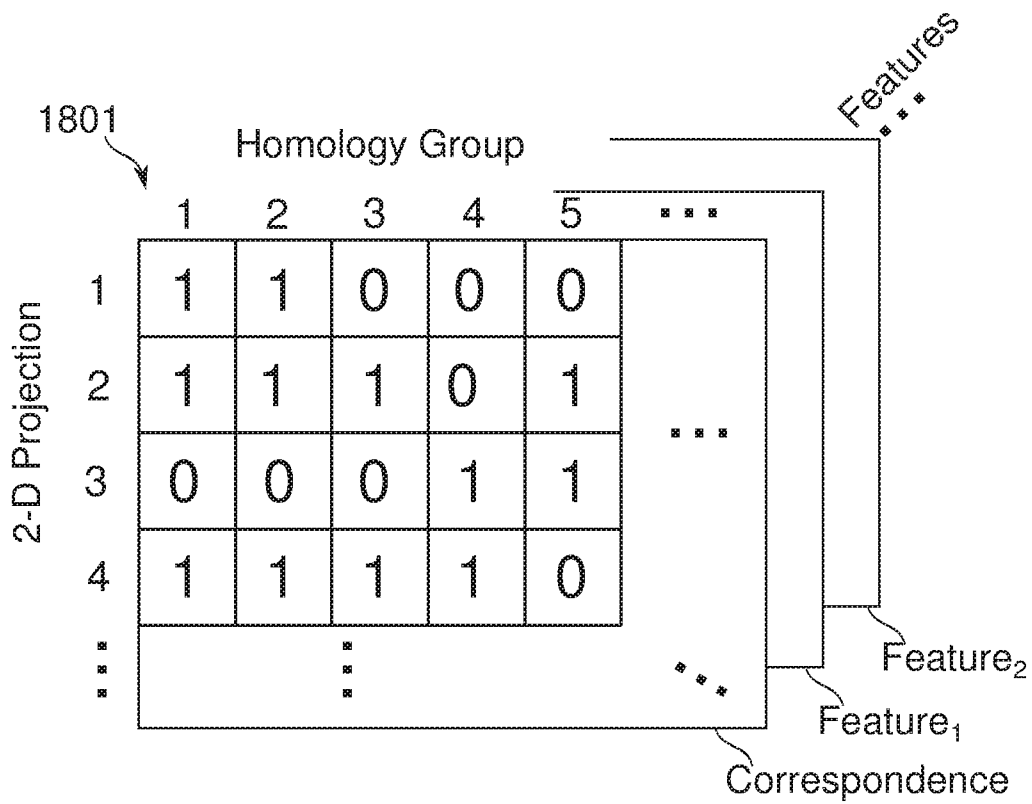 Features
1801
Homology Group
1 2 3 4 5
2-D Projection
1 1 1 0 0 0
2 1 1 1 0 1
3 0 0 0 1 1
4 1 1 1 1 0
Feature2
Feature1
Correspondence